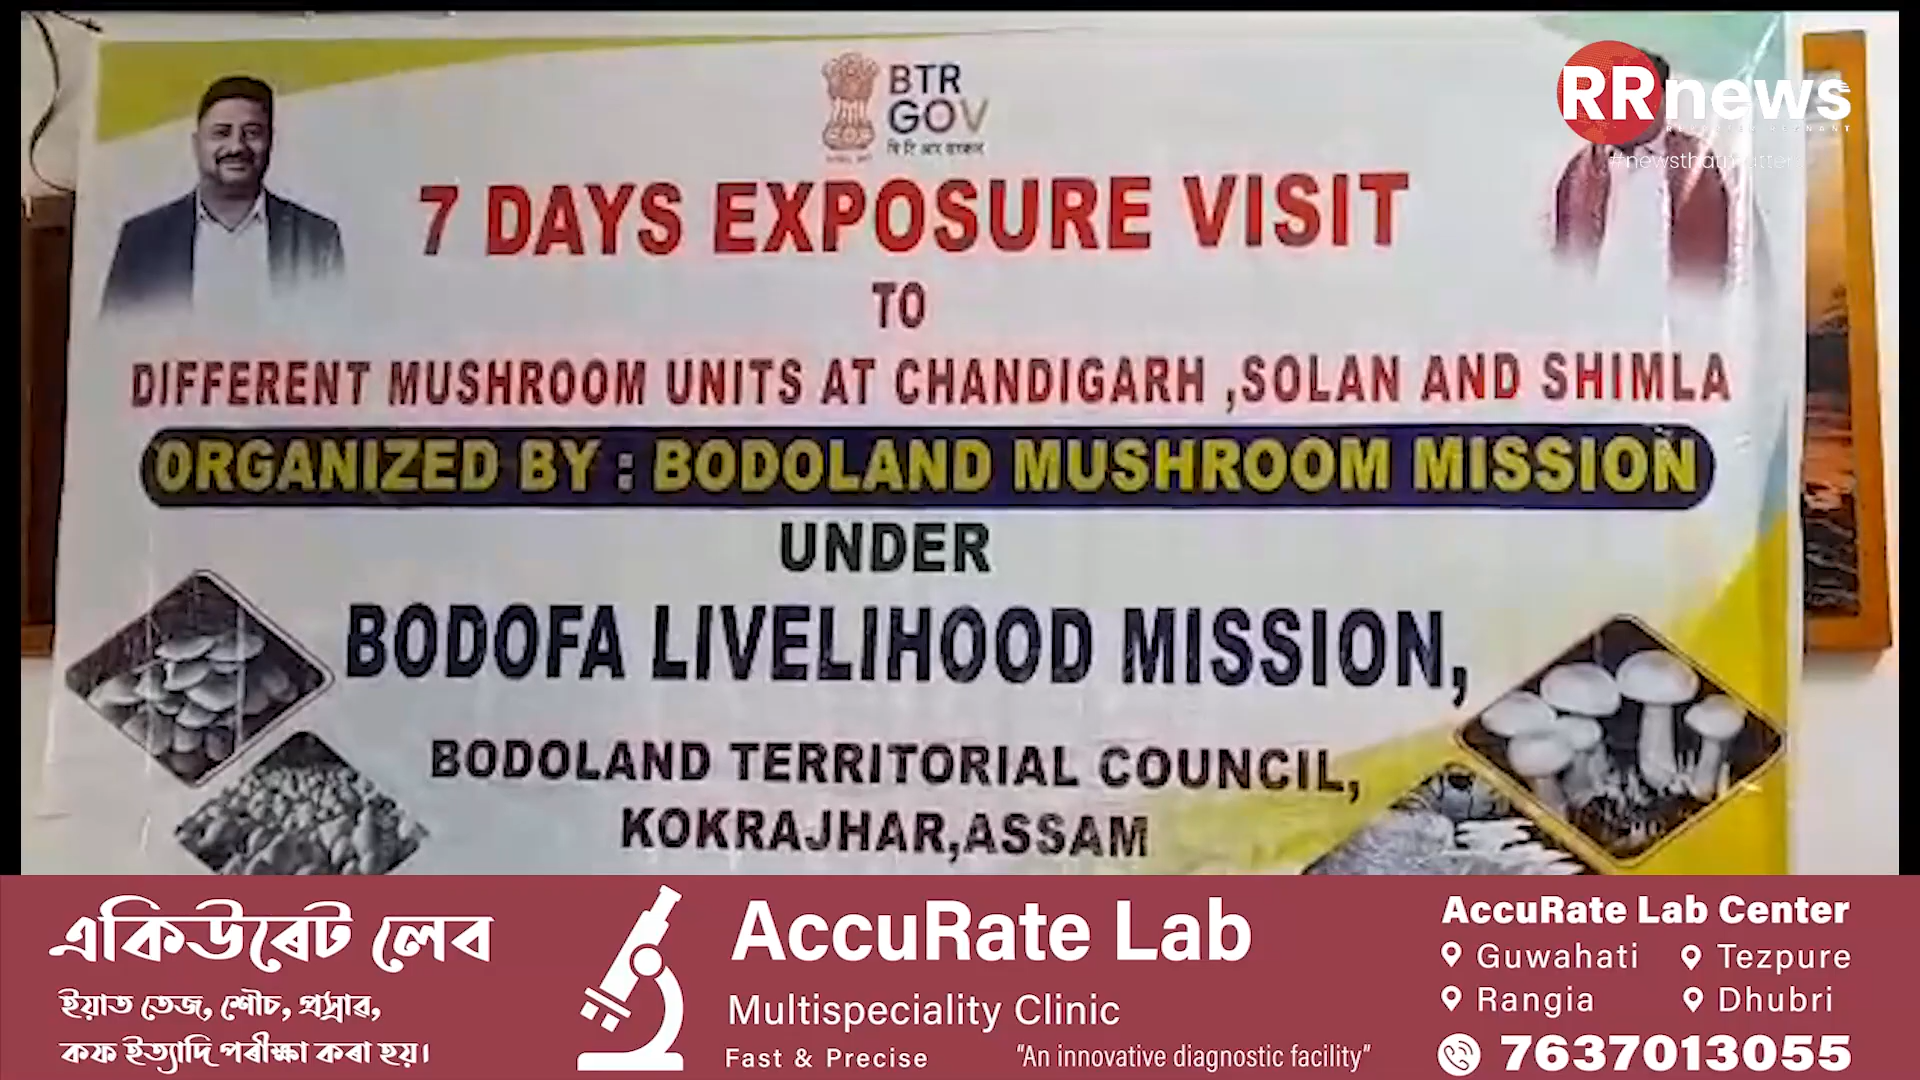 BTR
GOV
बि टि आर सरकार
RRnews
7 DAYS EXPOSURE VISIT
TO
DIFFERENT MUSHROOM UNITS AT CHANDIGARH ,SOLAN AND SHIMLA
ORGANIZED BY : BODOLAND MUSHROOM MISSION
UNDER
BODOFA LIVELIHOOD MISSION,
BODOLAND TERRITORIAL COUNCIL,
KOKRAJHAR,ASSAM
একিউৰেট লেব
ইয়াত তেজ, শৌচ, প্ৰস্ৰাৱ,
কফ ইত্যাদি পৰীক্ষা কৰা হয়।
AccuRate Lab
Multispeciality Clinic
Fast & Precise
"An innovative diagnostic facility"
AccuRate Lab Center
Guwahati Tezpure
Rangia Dhubri
7637013055